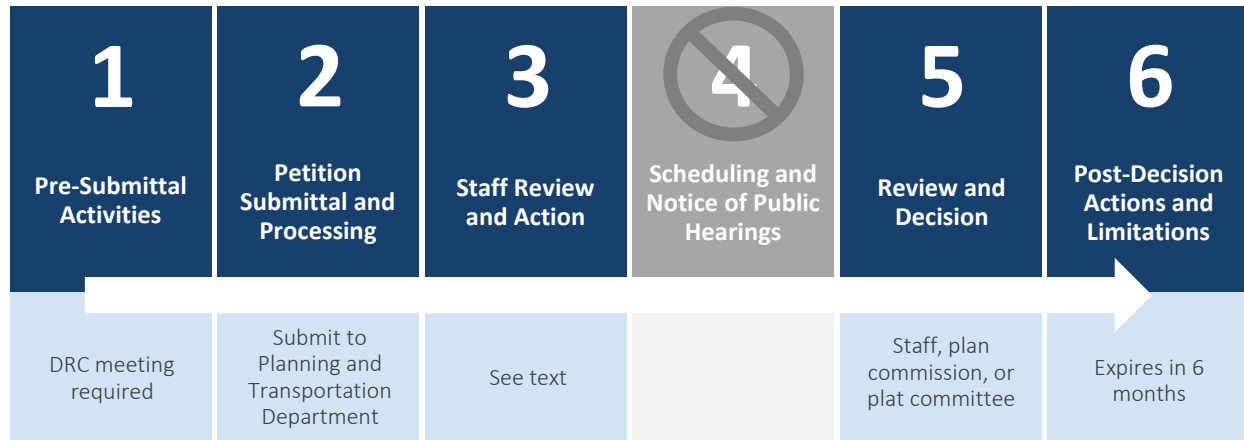 1
Pre-Submittal
Activities
DRC meeting
required
2
Petition
Submittal and
Processing
Submit to
Planning and
Transportation
Department
3
Staff Review
and Action
See text
4
Scheduling and
Notice of Public
Hearings
5
Review and
Decision
Staff, plan
commission, or
plat committee
6
Post-Decision
Actions and
Limitations
Expires in 6
months